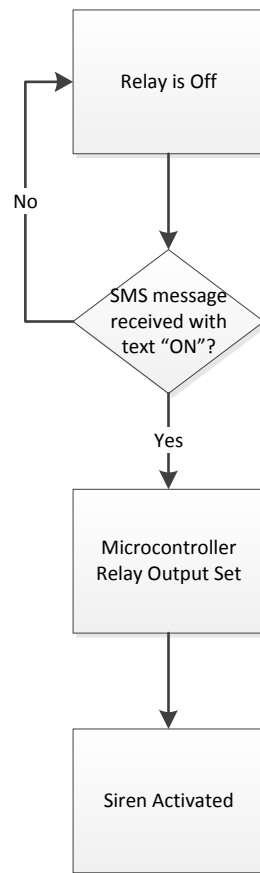 Relay is Off
No
SMS message
received with
text “ON”?
Yes
Microcontroller
Relay Output Set
Siren Activated